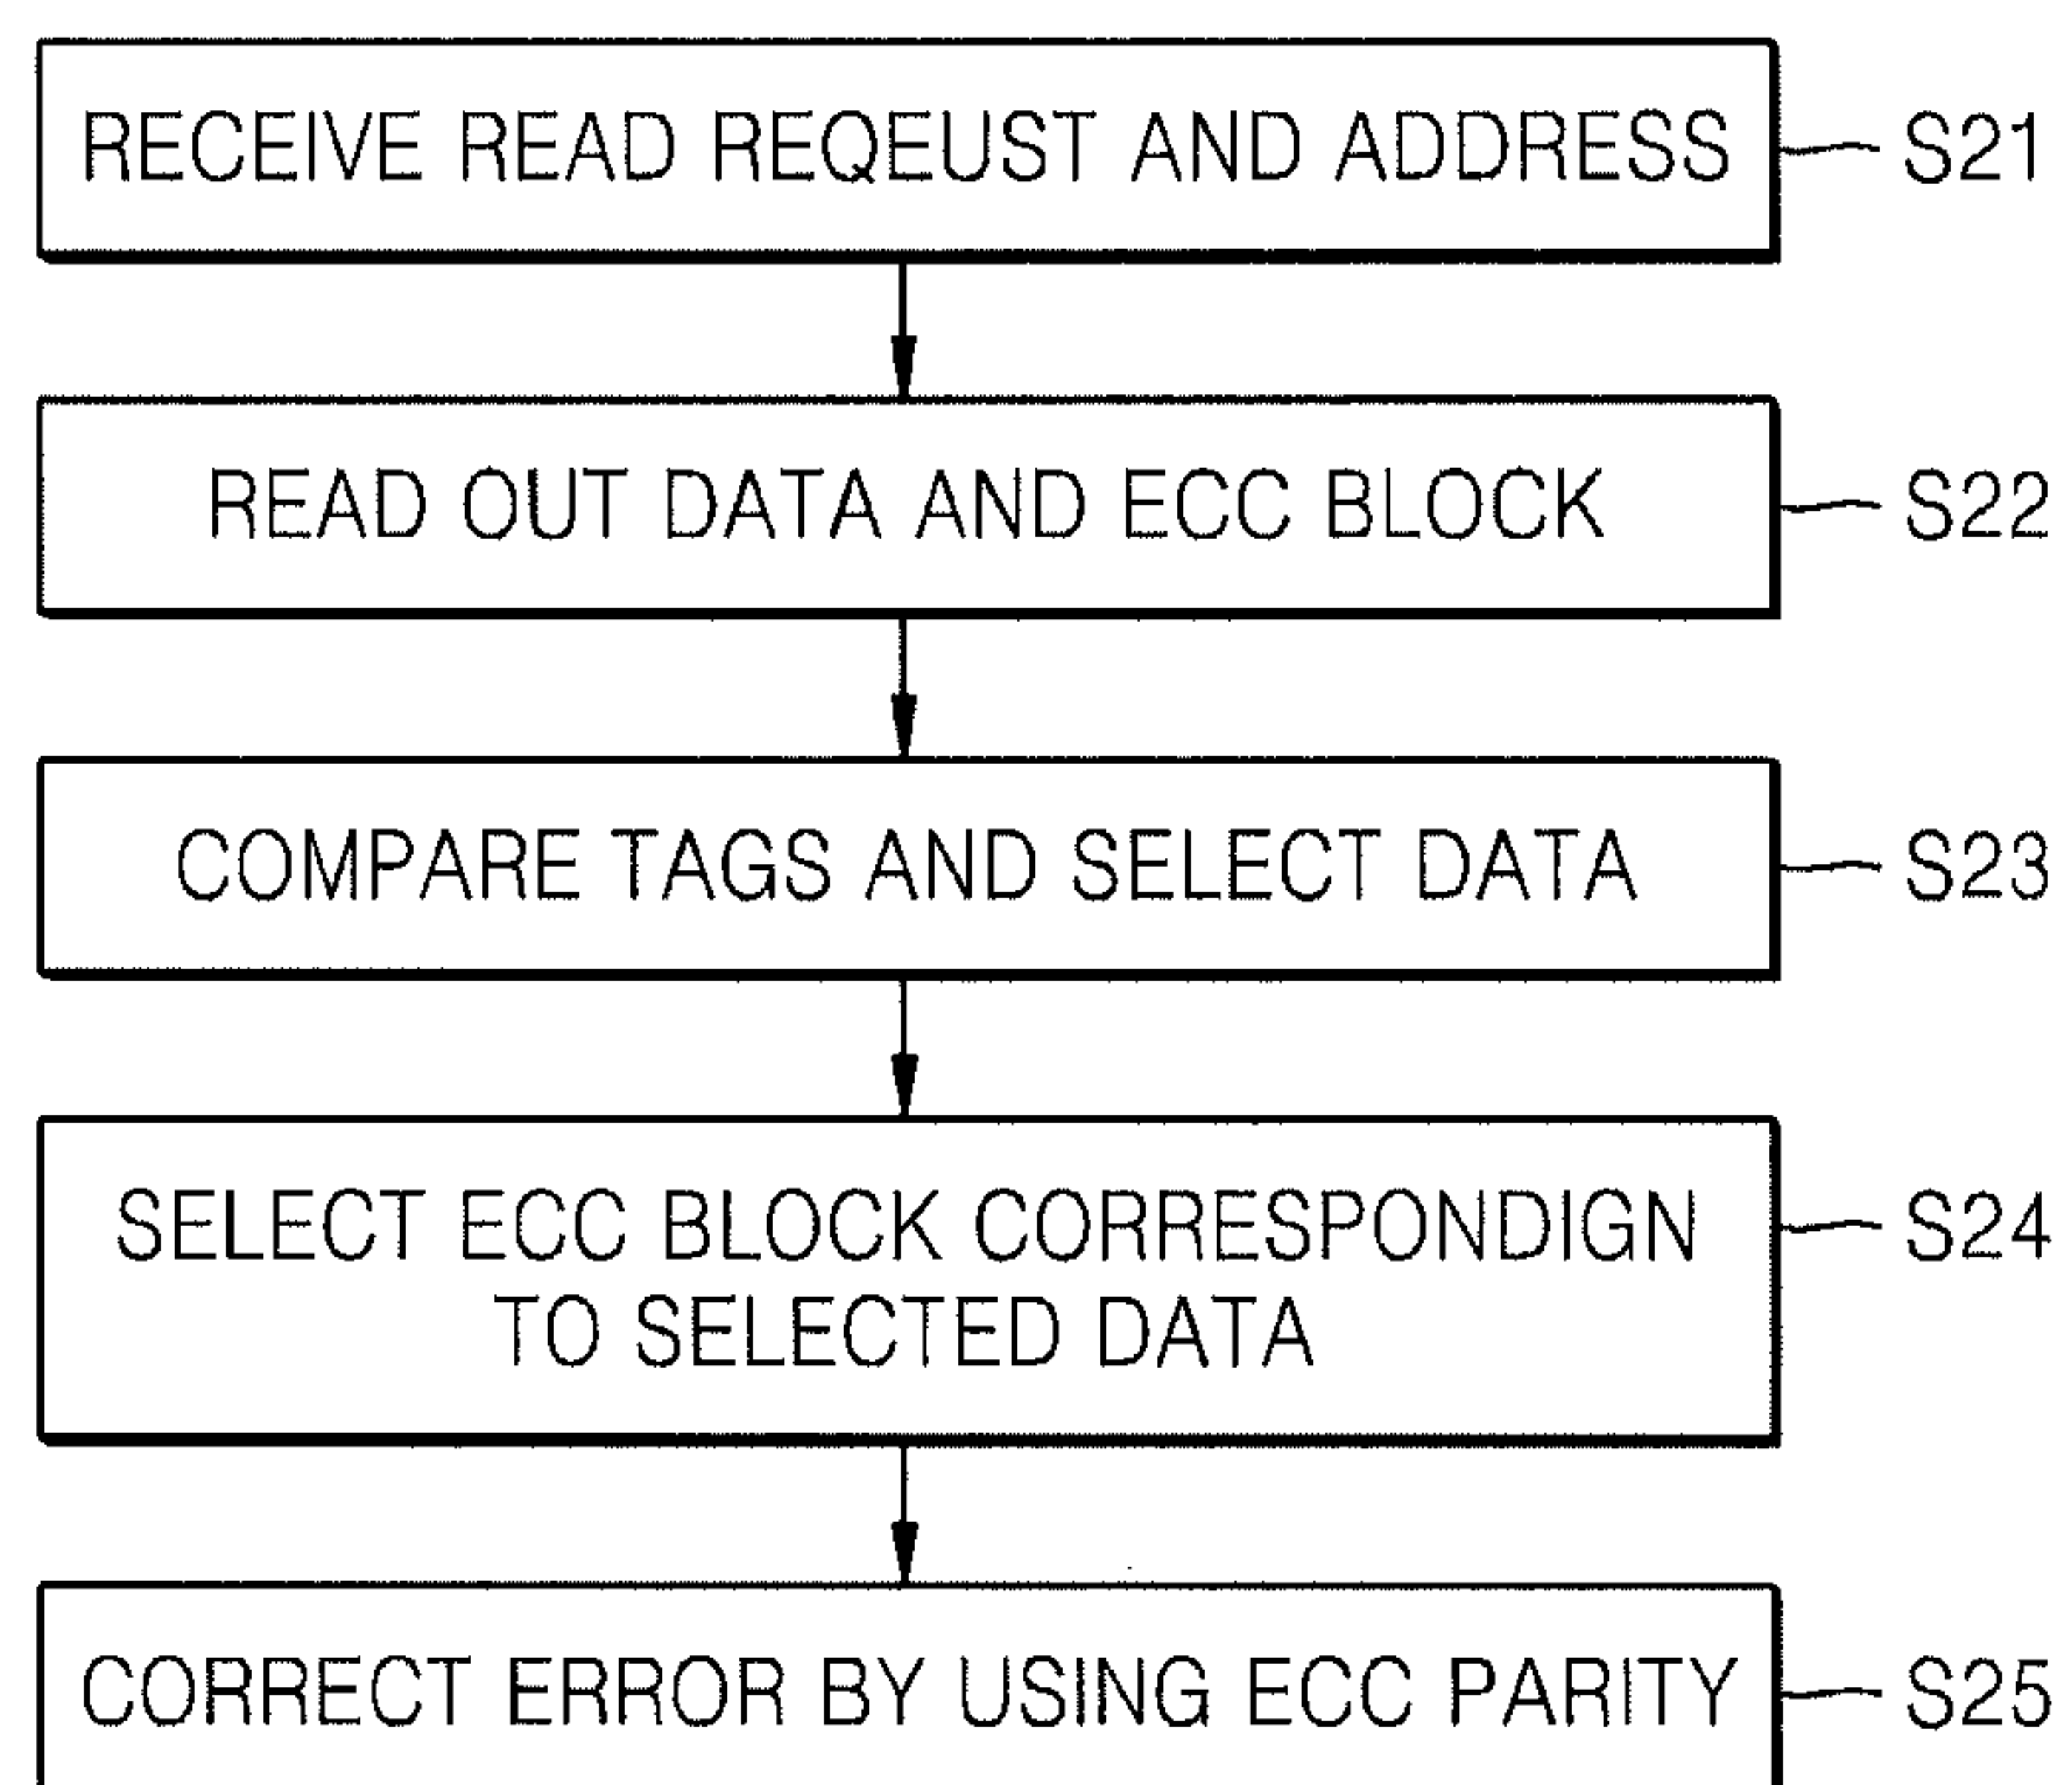 RECEIVE READ REQEUST AND ADDRESS S21
READ OUT DATA AND ECC BLOCK S22
COMPARE TAGS AND SELECT DATA S23
SELECT ECC BLOCK CORRESPONDIGN S24
TO SELECTED DATA
CORRECT ERROR BY USING ECC PARITY S25